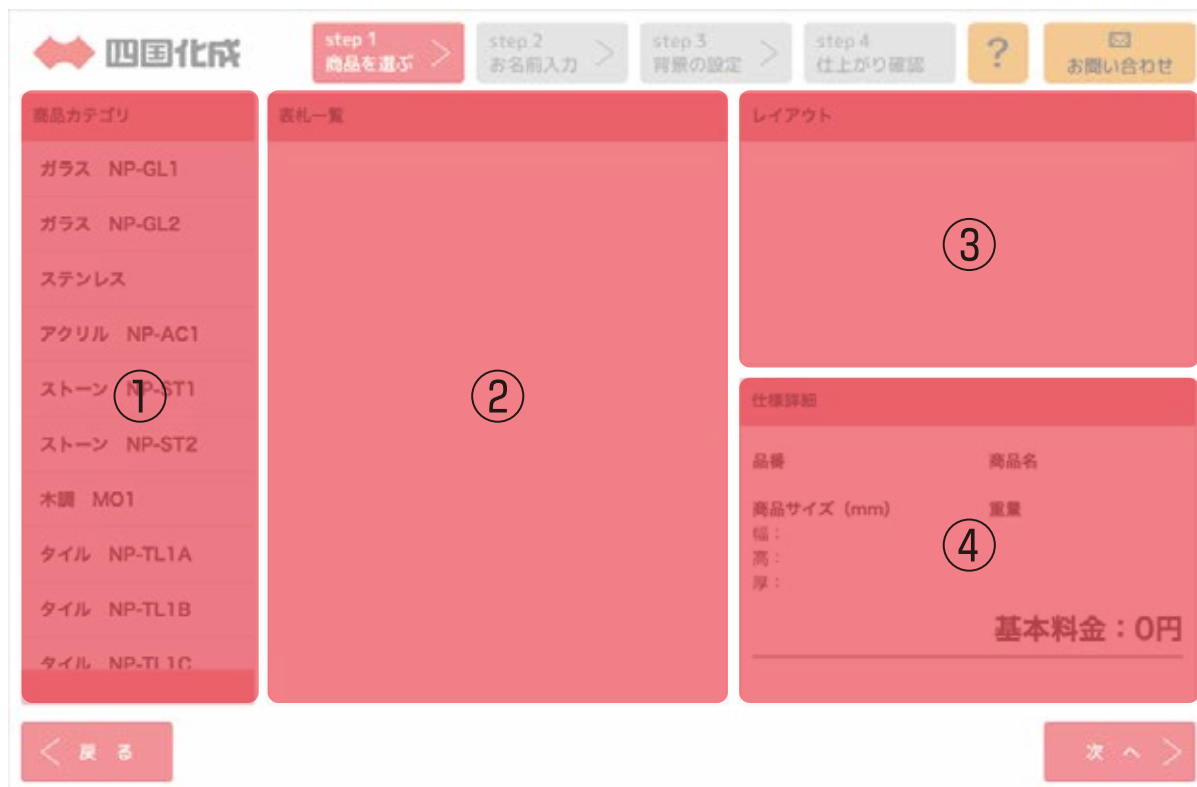 四国化成
step 1
商品を選ぶ
step 2
お名前入力
step 3
背景の設定
step 4
仕上がり確認
?
お問い合わせ
商品カテゴリ
ガラス NP-GL1
ガラス NP-GL2
ステンレス
アクリル NP-AC1
ストーン NP-ST1
ストーン NP-ST2
木調 MO1
タイル NP-TL1A
タイル NP-TL1B
タイル NP-TL1C
①
表札一覧
②
レイアウト
③
仕様詳細
品番
商品名
商品サイズ（mm）
重量
幅：
高：
厚：
④
基本料金：0円
戻る
次へ